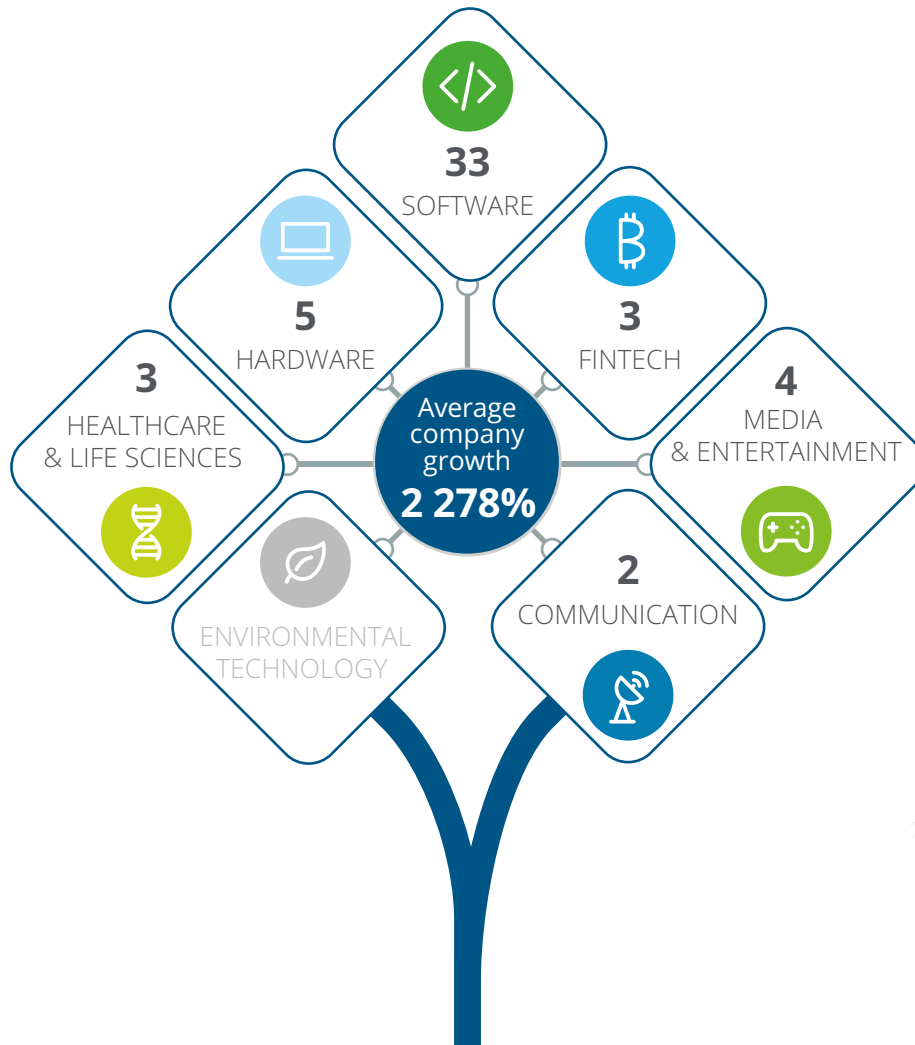 33
SOFTWARE
5
HARDWARE
3
FINTECH
3
HEALTHCARE
& LIFE SCIENCES
Average
company
growth
2 278%
4
MEDIA
& ENTERTAINMENT
ENVIRONMENTAL
TECHNOLOGY
2
COMMUNICATION